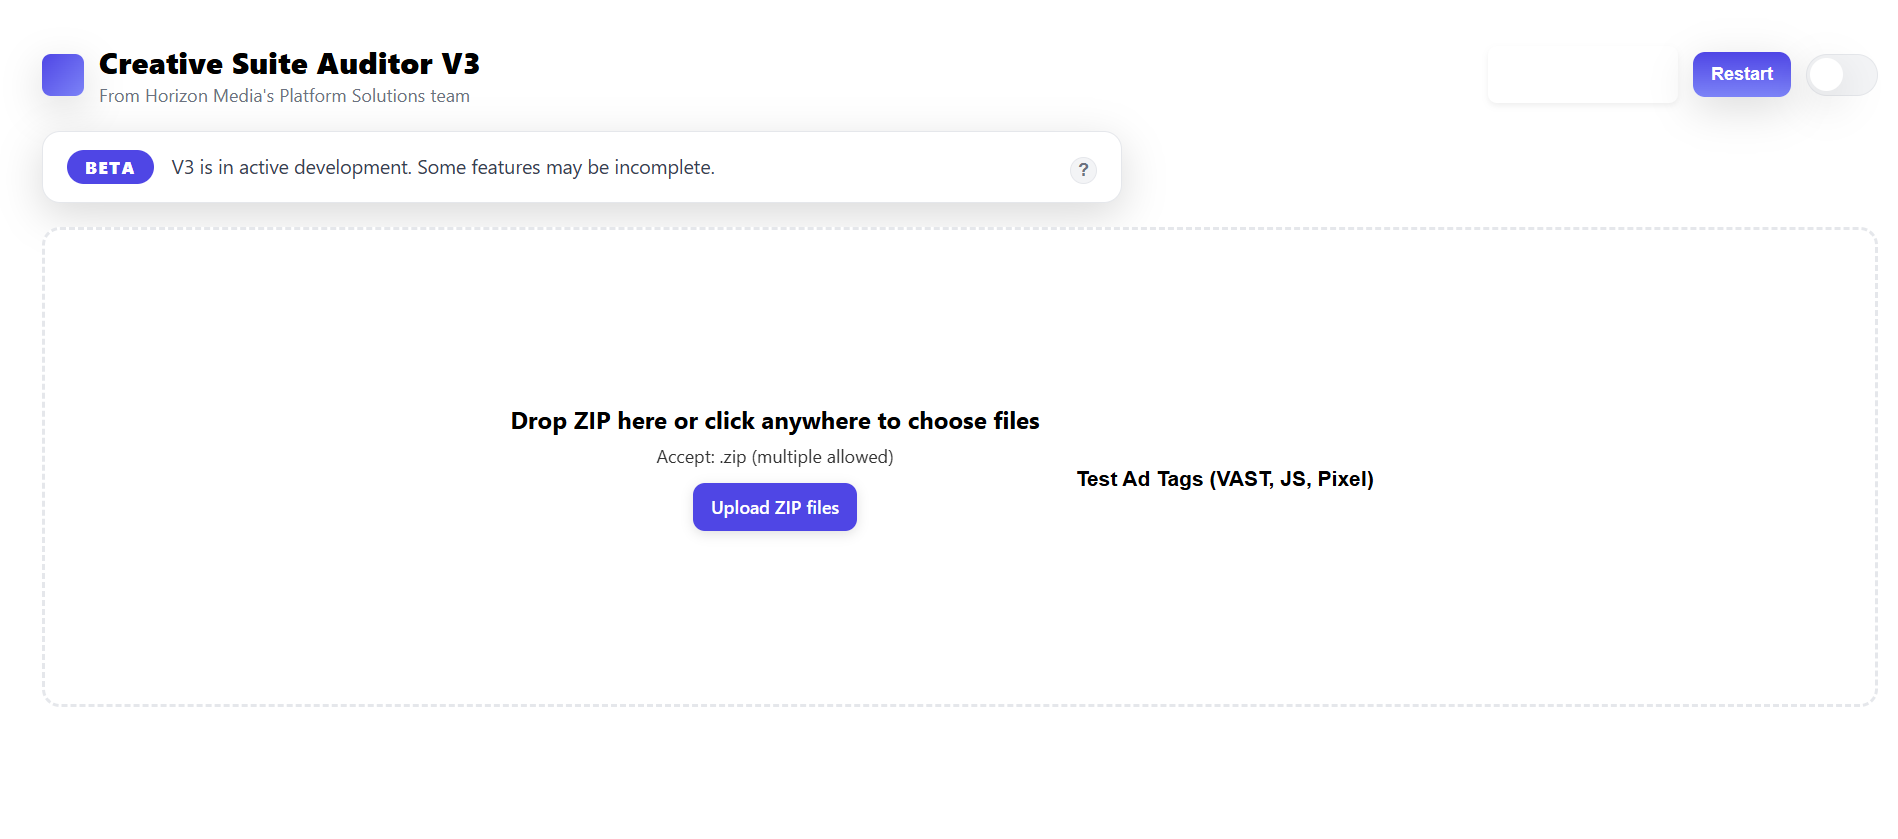 Creative Suite Auditor V3
From Horizon Media's Platform Solutions team
Restart
BETA V3 is in active development. Some features may be incomplete. ?
Drop ZIP here or click anywhere to choose files
Accept: .zip (multiple allowed)
Upload ZIP files
Test Ad Tags (VAST, JS, Pixel)